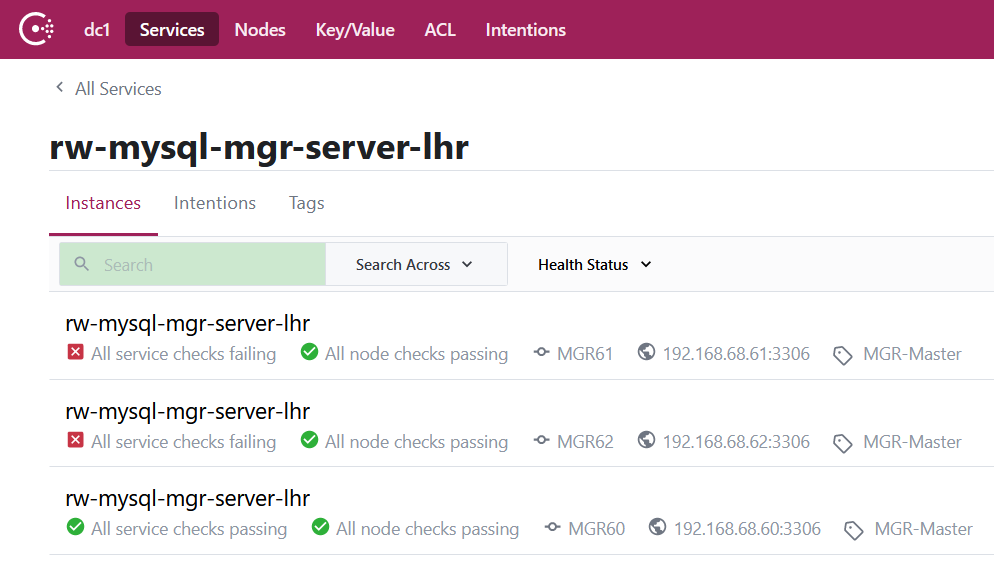 dc1 Services Nodes Key/Value ACL Intentions
All Services
rw-mysql-mgr-server-lhr
Instances Intentions Tags
Search Search Across Health Status
rw-mysql-mgr-server-lhr
All service checks failing All node checks passing MGR61 192.168.68.61:3306 MGR-Master
rw-mysql-mgr-server-lhr
All service checks failing All node checks passing MGR62 192.168.68.62:3306 MGR-Master
rw-mysql-mgr-server-lhr
All service checks passing All node checks passing MGR60 192.168.68.60:3306 MGR-Master